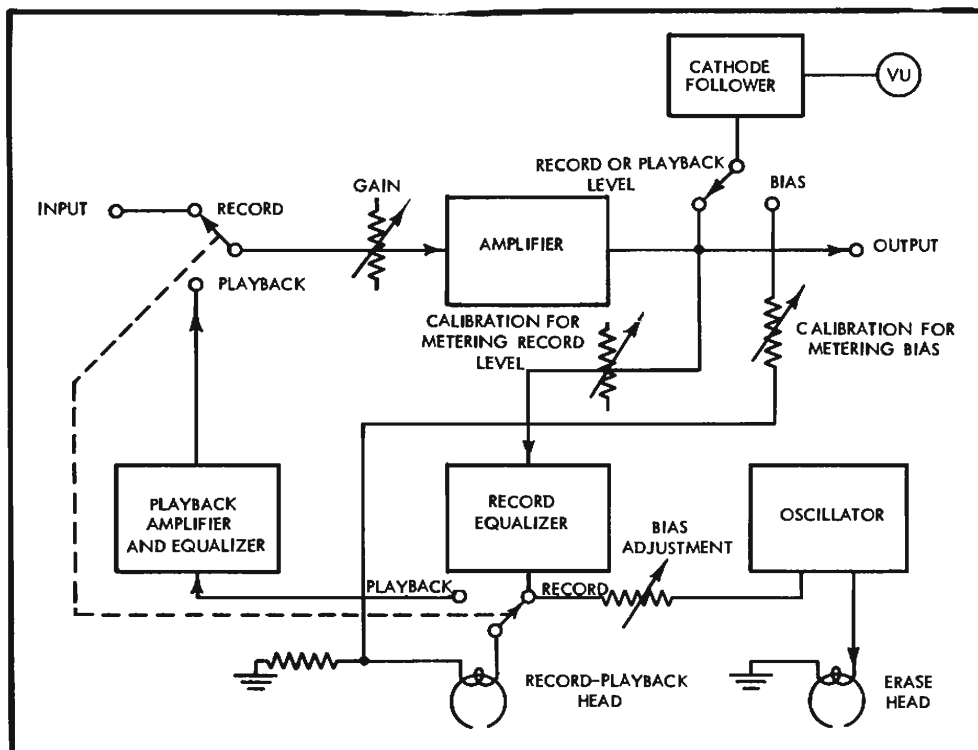 CATHODE
FOLLOWER
VU
RECORD OR PLAYBACK
LEVEL
BIAS
GAIN
INPUT
RECORD
AMPLIFIER
OUTPUT
PLAYBACK
CALIBRATION FOR
METERING RECORD
LEVEL
CALIBRATION FOR
METERING BIAS
PLAYBACK
AMPLIFIER
AND EQUALIZER
RECORD
EQUALIZER
BIAS
ADJUSTMENT
OSCILLATOR
PLAYBACK
RECORD
RECORD-PLAYBACK
HEAD
ERASE
HEAD